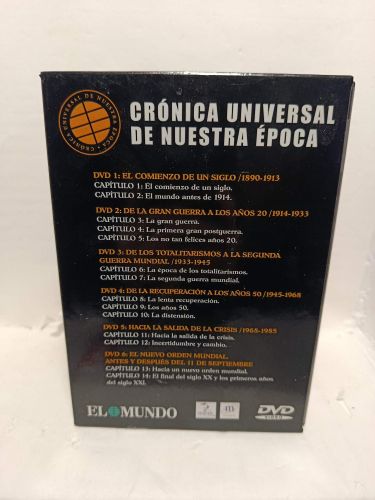 CRÓNICA UNIVERSAL DE NUESTRA ÉPOCA
CRÓNICA UNIVERSAL
DE NUESTRA ÉPOCA
DVD 1: EL COMIENZO DE UN SIGLO /1890-1913
CAPÍTULO 1: El comienzo de un siglo.
CAPÍTULO 2: El mundo antes de 1914.
DVD 2: DE LA GRAN GUERRA A LOS AÑOS 20 /1914-1933
CAPÍTULO 3: La gran guerra.
CAPÍTULO 4: La primera gran postguerra.
CAPÍTULO 5: Los no tan felices años 20.
DVD 3: DE LOS TOTALITARISMOS A LA SEGUNDA
GUERRA MUNDIAL /1933-1945
CAPÍTULO 6: La época de los totalitarismos.
CAPÍTULO 7: La segunda guerra mundial.
DVD 4: DE LA RECUPERACIÓN A LOS AÑOS 50 /1945-1968
CAPÍTULO 8: La lenta recuperación.
CAPÍTULO 9: Los años 50.
CAPÍTULO 10: La distensión.
DVD 5: HACIA LA SALIDA DE LA CRISIS /1968-1985
CAPÍTULO 11: Hacia la salida de la crisis.
CAPÍTULO 12: Incertidumbre y cambio.
DVD 6: EL NUEVO ORDEN MUNDIAL.
ANTES Y DESPUÉS DEL 11 DE SEPTIEMBRE
CAPÍTULO 13: Hacia un nuevo orden mundial.
CAPÍTULO 14: El final del siglo XX y los primeros años
del siglo XXI.
EL MUNDO
DVD
VIDEO